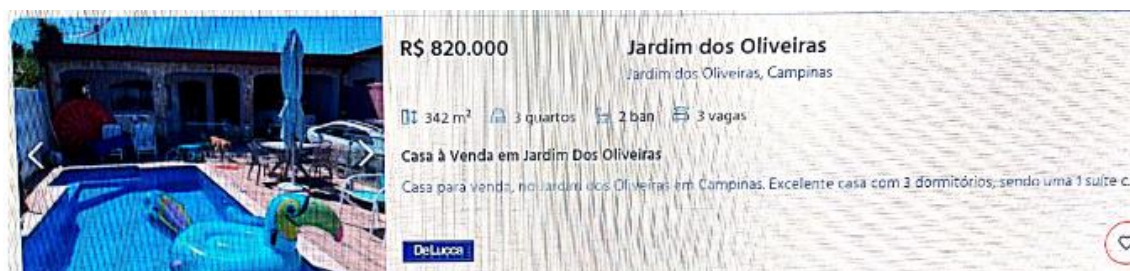 R$ 820.000
Jardim dos Oliveiras
Jardim dos Oliveiras, Campinas
342 m² 3 quartos 2 ban 3 vagas
Casa à Venda em Jardim Dos Oliveiras
Casa para venda, no Jardim dos Oliveiras em Campinas. Excelente casa com 3 dormitórios, sendo uma 1 suíte c.
DeLucca